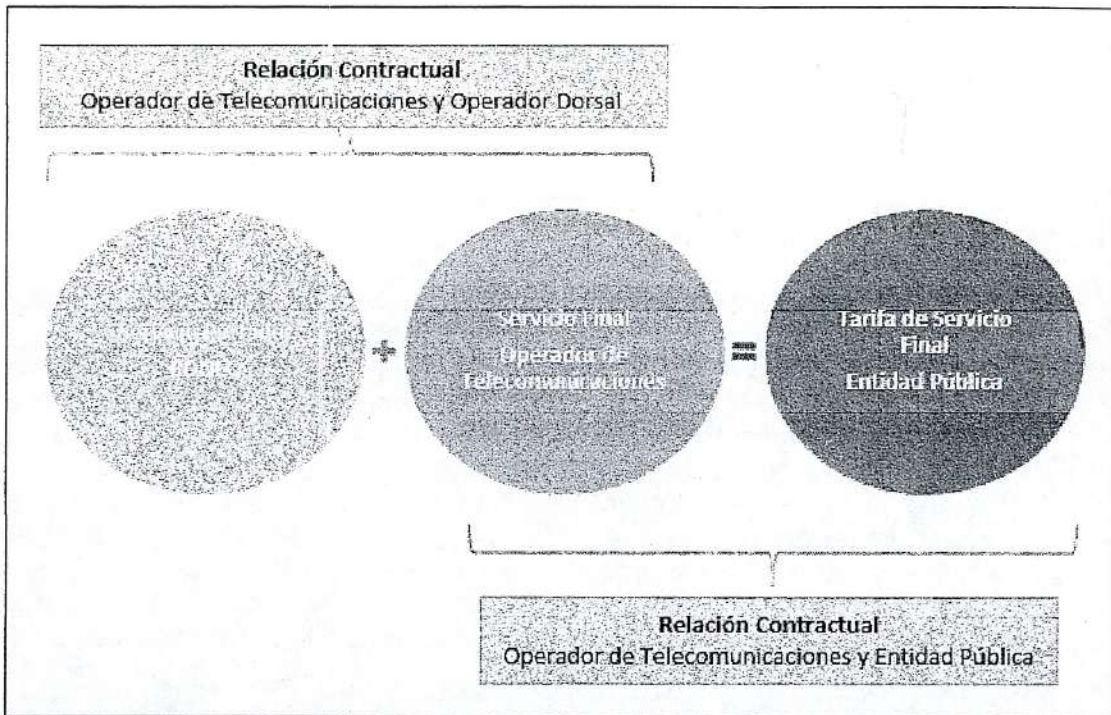 Relación Contractual
Operador de Telecomunicaciones y Operador Dorsal
+
Servicio Final
Operador de
Telecomunicaciones
=
Tarifa de Servicio
Final
Entidad Pública
Relación Contractual
Operador de Telecomunicaciones y Entidad Pública